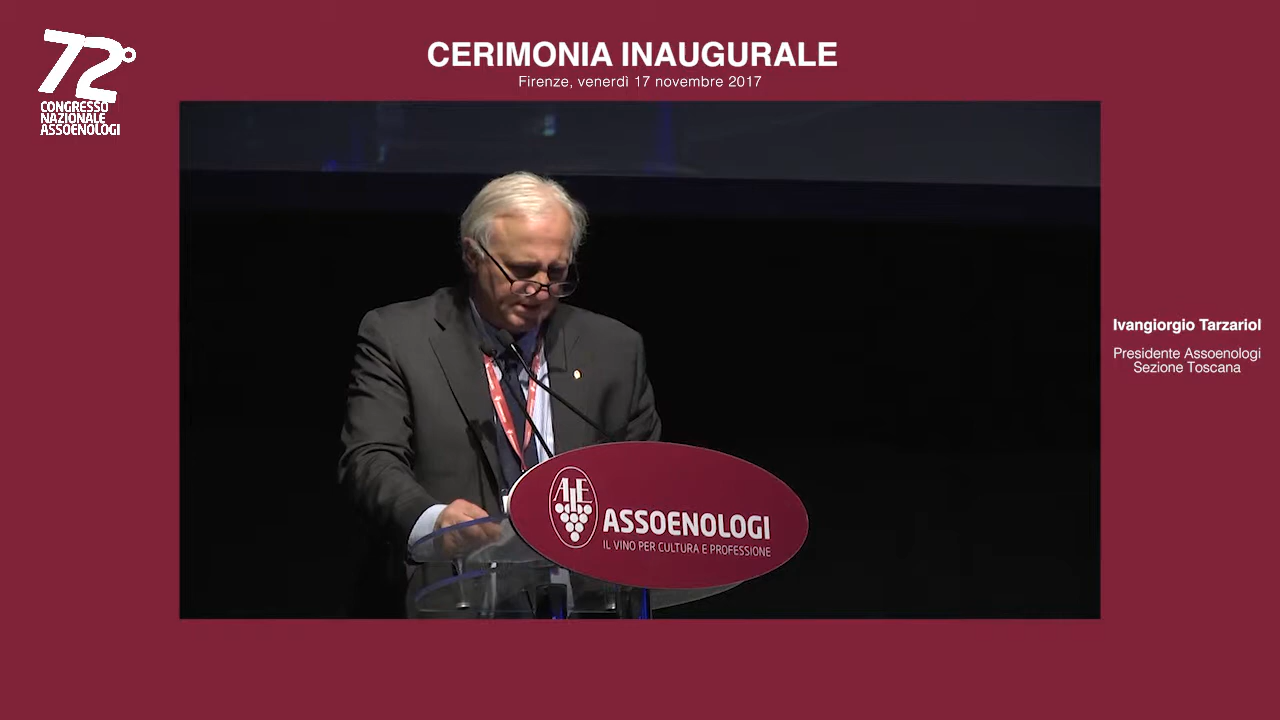 72°
CONGRESSO
NAZIONALE
ASSOENOLOGI
CERIMONIA INAUGURALE
Firenze, venerdì 17 novembre 2017
Ivangiorgio Tarzariol
Presidente Assoenologi
Sezione Toscana
AEI
ASSOENOLOGI
IL VINO PER CULTURA E PROFESSIONE